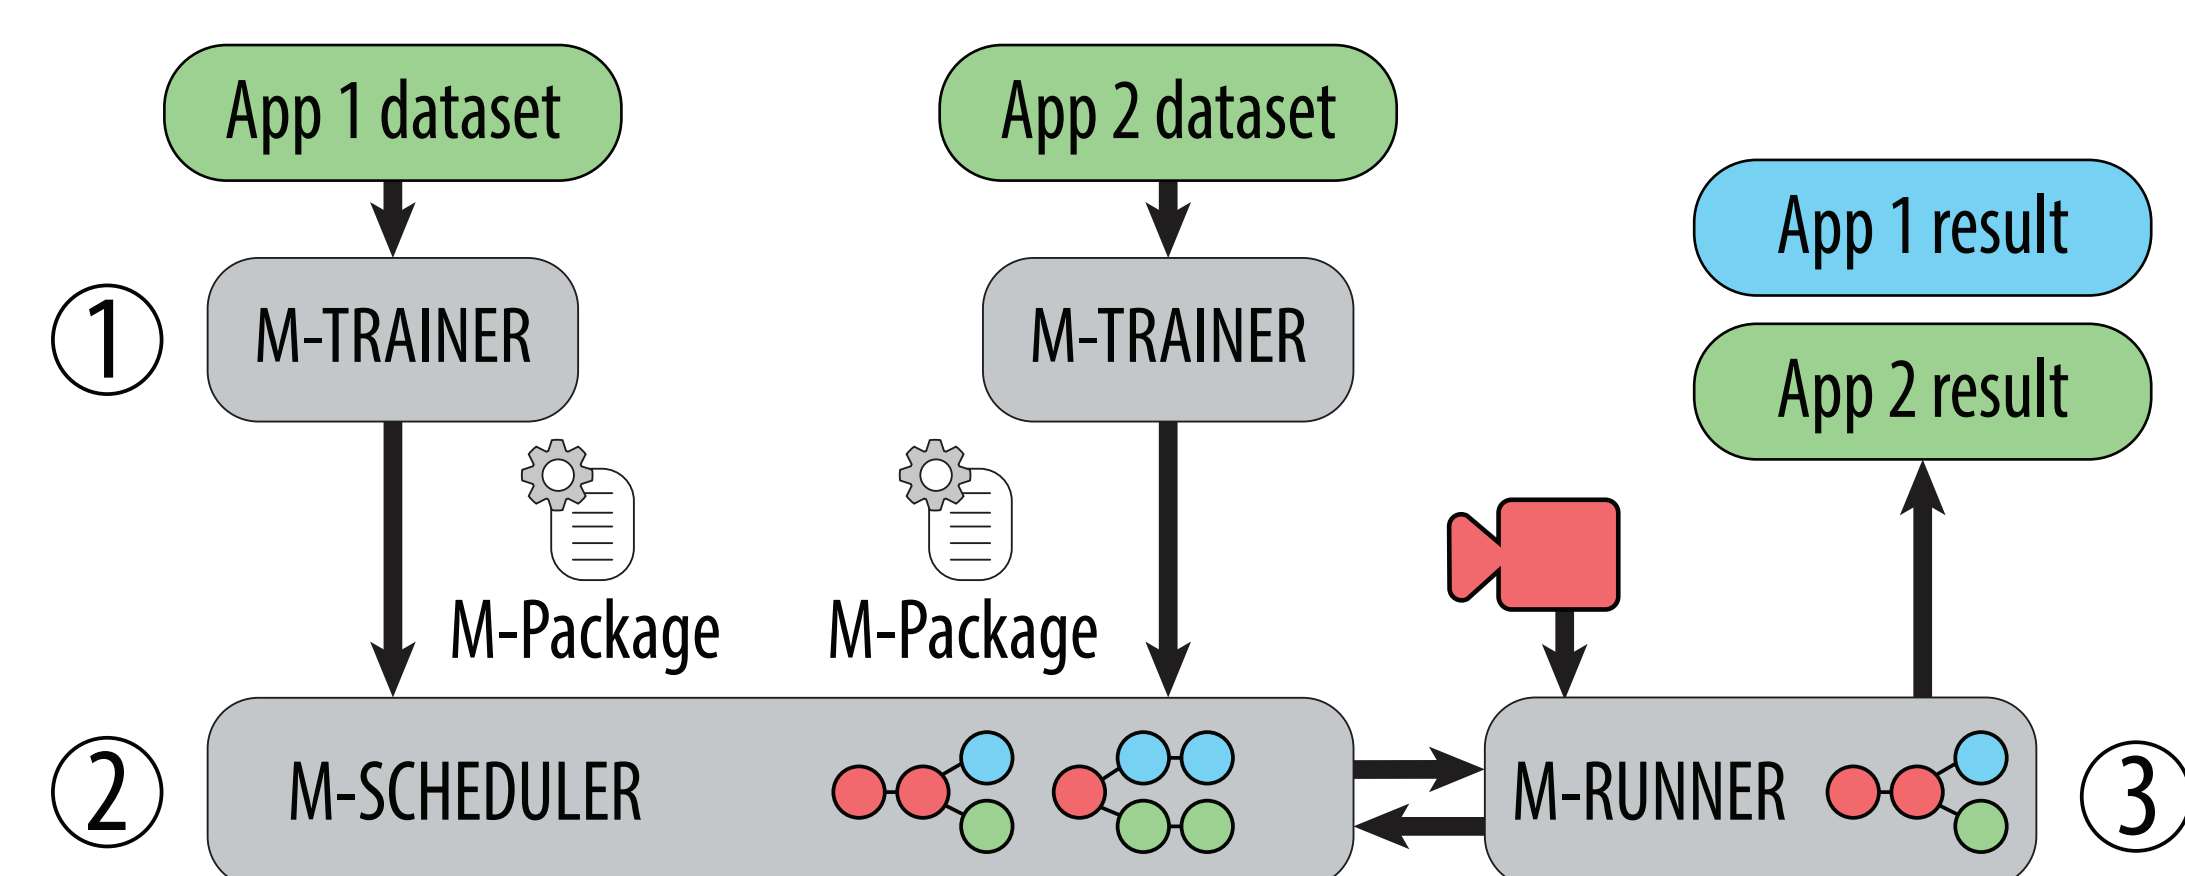 App 1 dataset
App 2 dataset
App 1 result
1
M-TRAINER
M-TRAINER
App 2 result
M-Package
M-Package
2
M-SCHEDULER
M-RUNNER
3